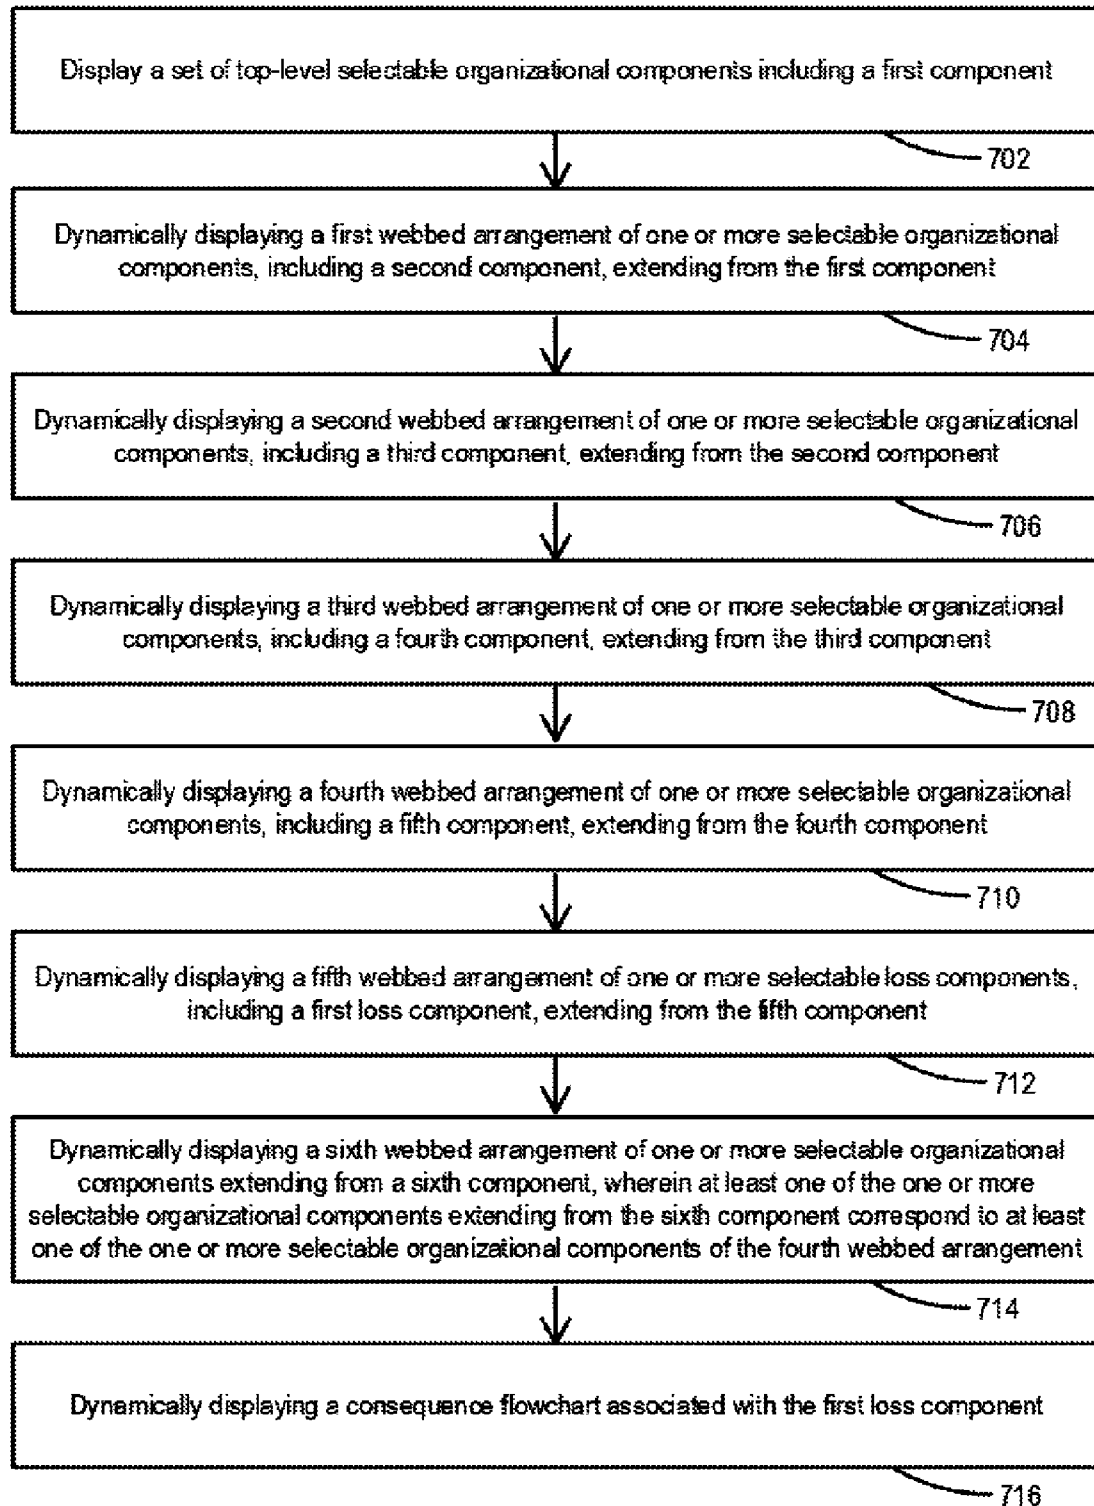 Display a set of top-level selectable organizational components including a first component
702
Dynamically displaying a first webbed arrangement of one or more selectable organizational
components, including a second component, extending from the first component
704
Dynamically displaying a second webbed arrangement of one or more selectable organizational
components, including a third component, extending from the second component
706
Dynamically displaying a third webbed arrangement of one or more selectable organizational
components, including a fourth component, extending from the third component
708
Dynamically displaying a fourth webbed arrangement of one or more selectable organizational
components, including a fifth component, extending from the fourth component
710
Dynamically displaying a fifth webbed arrangement of one or more selectable loss components,
including a first loss component, extending from the fifth component
712
Dynamically displaying a sixth webbed arrangement of one or more selectable organizational
components extending from a sixth component, wherein at least one of the one or more
selectable organizational components extending from the sixth component correspond to at least
one of the one or more selectable organizational components of the fourth webbed arrangement
714
Dynamically displaying a consequence flowchart associated with the first loss component
716